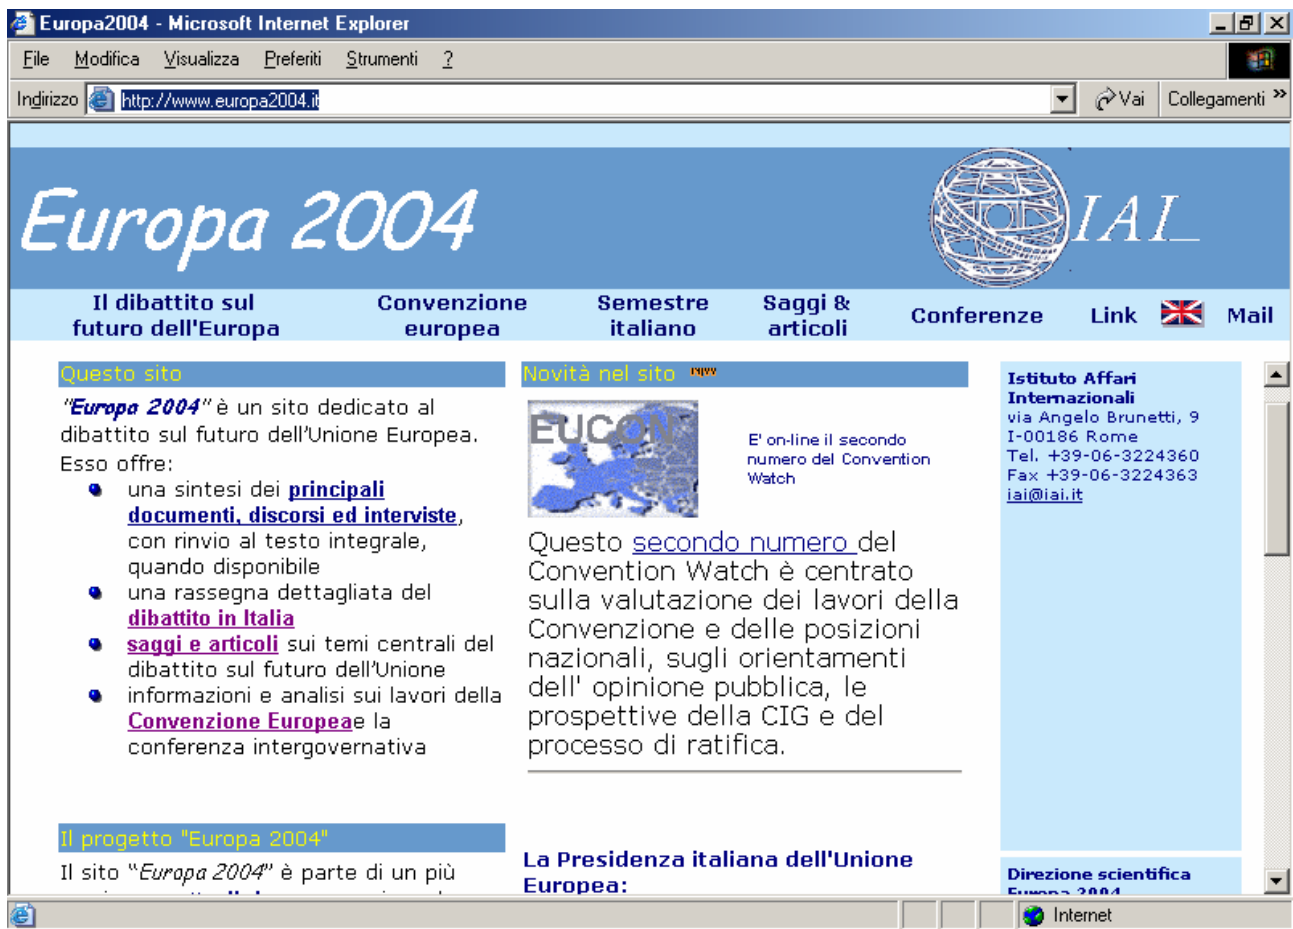 Europa2004 - Microsoft Internet Explorer
File Modifica Visualizza Preferiti Strumenti ?
Indirizzo http://www.europa2004.it Vai Collegamenti »
Europa 2004
IAI
Il dibattito sul
futuro dell'Europa
Convenzione
europea
Semestre
italiano
Saggi &
articoli
Conferenze
Link
Mail
Questo sito
"Europa 2004" è un sito dedicato al
dibattito sul futuro dell'Unione Europea.
Esso offre:
una sintesi dei principali
documenti, discorsi ed interviste,
con rinvio al testo integrale,
quando disponibile
una rassegna dettagliata del
dibattito in Italia
saggi e articoli sui temi centrali del
dibattito sul futuro dell'Unione
informazioni e analisi sui lavori della
Convenzione Europeae la
conferenza intergovernativa
Il progetto "Europa 2004"
Il sito "Europa 2004" è parte di un più
Novità nel sito
EUCON
E' on-line il secondo
numero del Convention
Watch
Questo secondo numero del
Convention Watch è centrato
sulla valutazione dei lavori della
Convenzione e delle posizioni
nazionali, sugli orientamenti
dell' opinione pubblica, le
prospettive della CIG e del
processo di ratifica.
La Presidenza italiana dell'Unione
Europea:
Istituto Affari
Internazionali
via Angelo Brunetti, 9
I-00186 Rome
Tel. +39-06-3224360
Fax +39-06-3224363
iai@iai.it
Direzione scientifica
Europa 2004
Internet